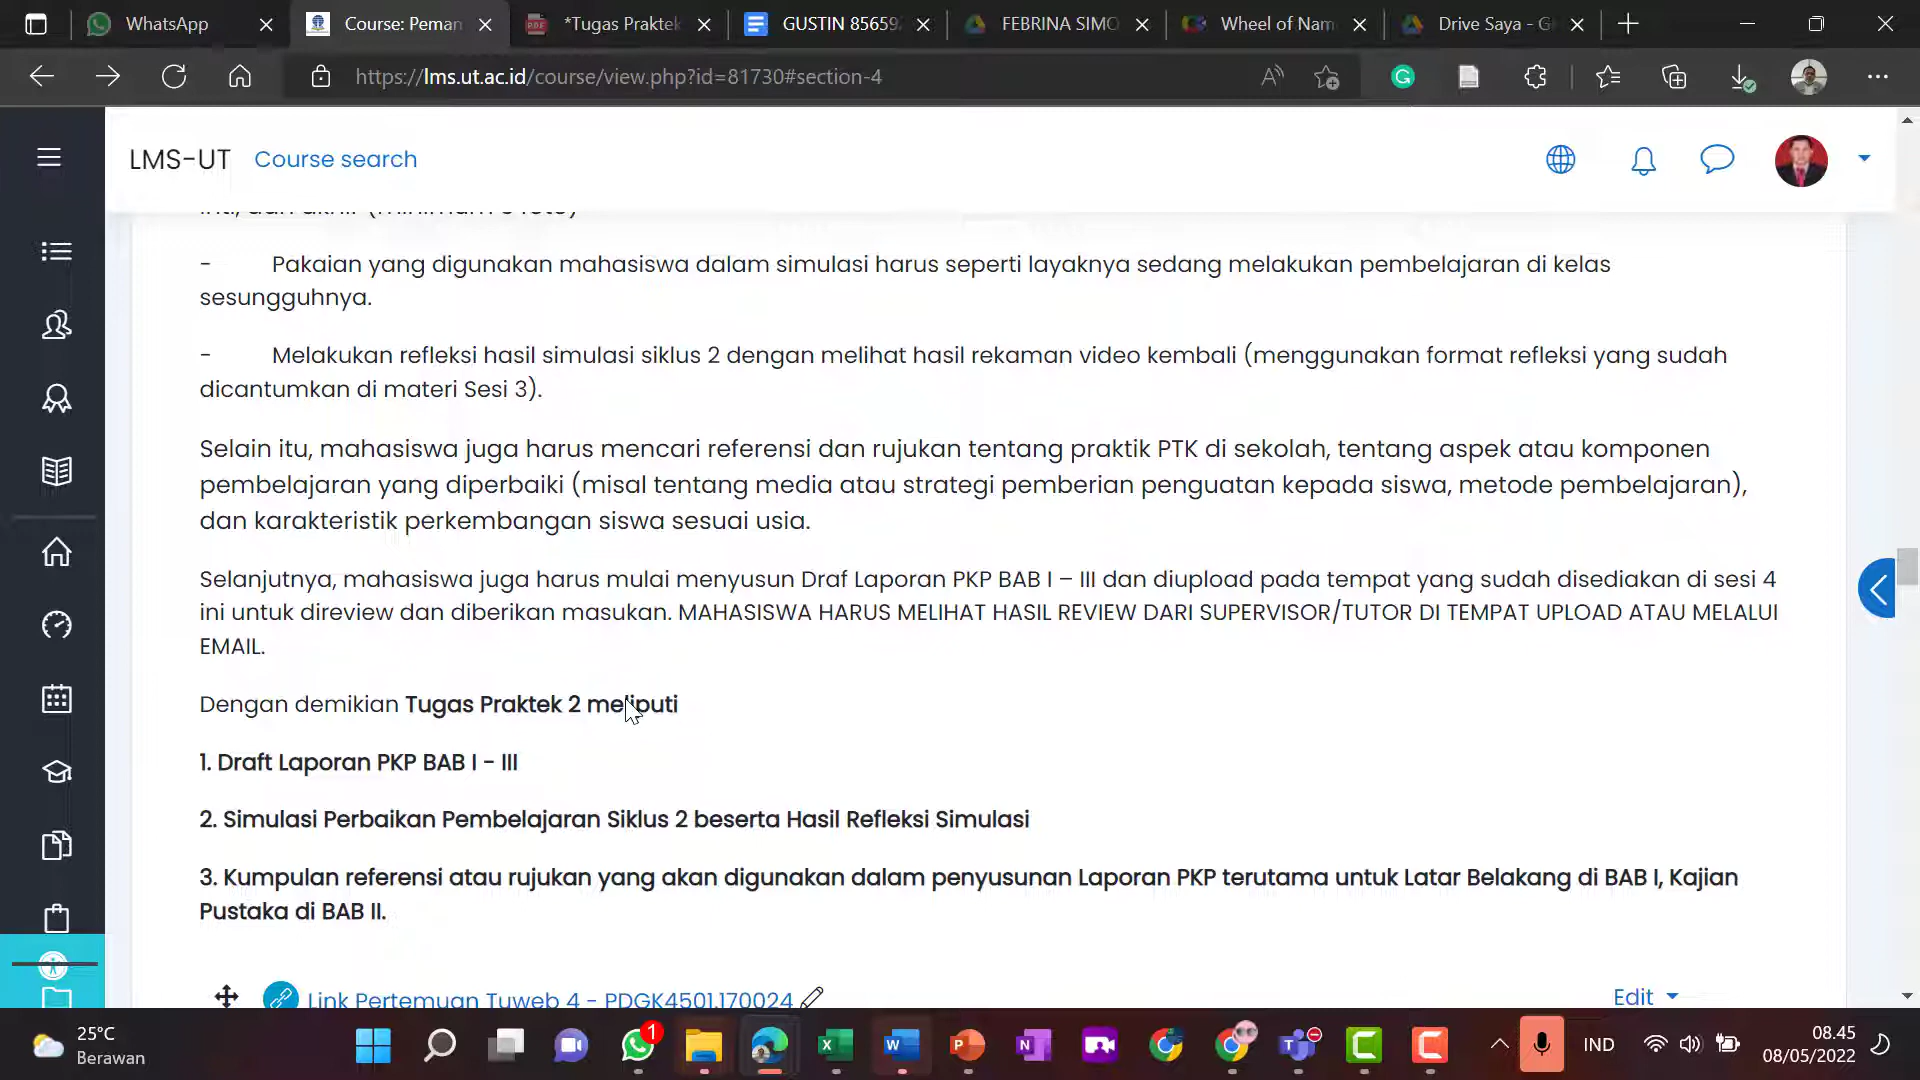 WhatsApp
Course: Peman
*Tugas Praktek
GUSTIN 85659
FEBRINA SIMO
Wheel of Nam
Drive Saya - G
https://lms.ut.ac.id/course/view.php?id=81730#section-4
LMS-UT
Course search
- Pakaian yang digunakan mahasiswa dalam simulasi harus seperti layaknya sedang melakukan pembelajaran di kelas
sesungguhnya.
- Melakukan refleksi hasil simulasi siklus 2 dengan melihat hasil rekaman video kembali (menggunakan format refleksi yang sudah
dicantumkan di materi Sesi 3).
Selain itu, mahasiswa juga harus mencari referensi dan rujukan tentang praktik PTK di sekolah, tentang aspek atau komponen
pembelajaran yang diperbaiki (misal tentang media atau strategi pemberian penguatan kepada siswa, metode pembelajaran),
dan karakteristik perkembangan siswa sesuai usia.
Selanjutnya, mahasiswa juga harus mulai menyusun Draf Laporan PKP BAB I – III dan diupload pada tempat yang sudah disediakan di sesi 4
ini untuk direview dan diberikan masukan. MAHASISWA HARUS MELIHAT HASIL REVIEW DARI SUPERVISOR/TUTOR DI TEMPAT UPLOAD ATAU MELALUI
EMAIL.
Dengan demikian Tugas Praktek 2 meliputi
1. Draft Laporan PKP BAB I - III
2. Simulasi Perbaikan Pembelajaran Siklus 2 beserta Hasil Refleksi Simulasi
3. Kumpulan referensi atau rujukan yang akan digunakan dalam penyusunan Laporan PKP terutama untuk Latar Belakang di BAB I, Kajian
Pustaka di BAB II.
Link Pertemuan Tuweb 4 - PDGK4501.170024
Edit
25°C
Berawan
1
IND
08.45
08/05/2022